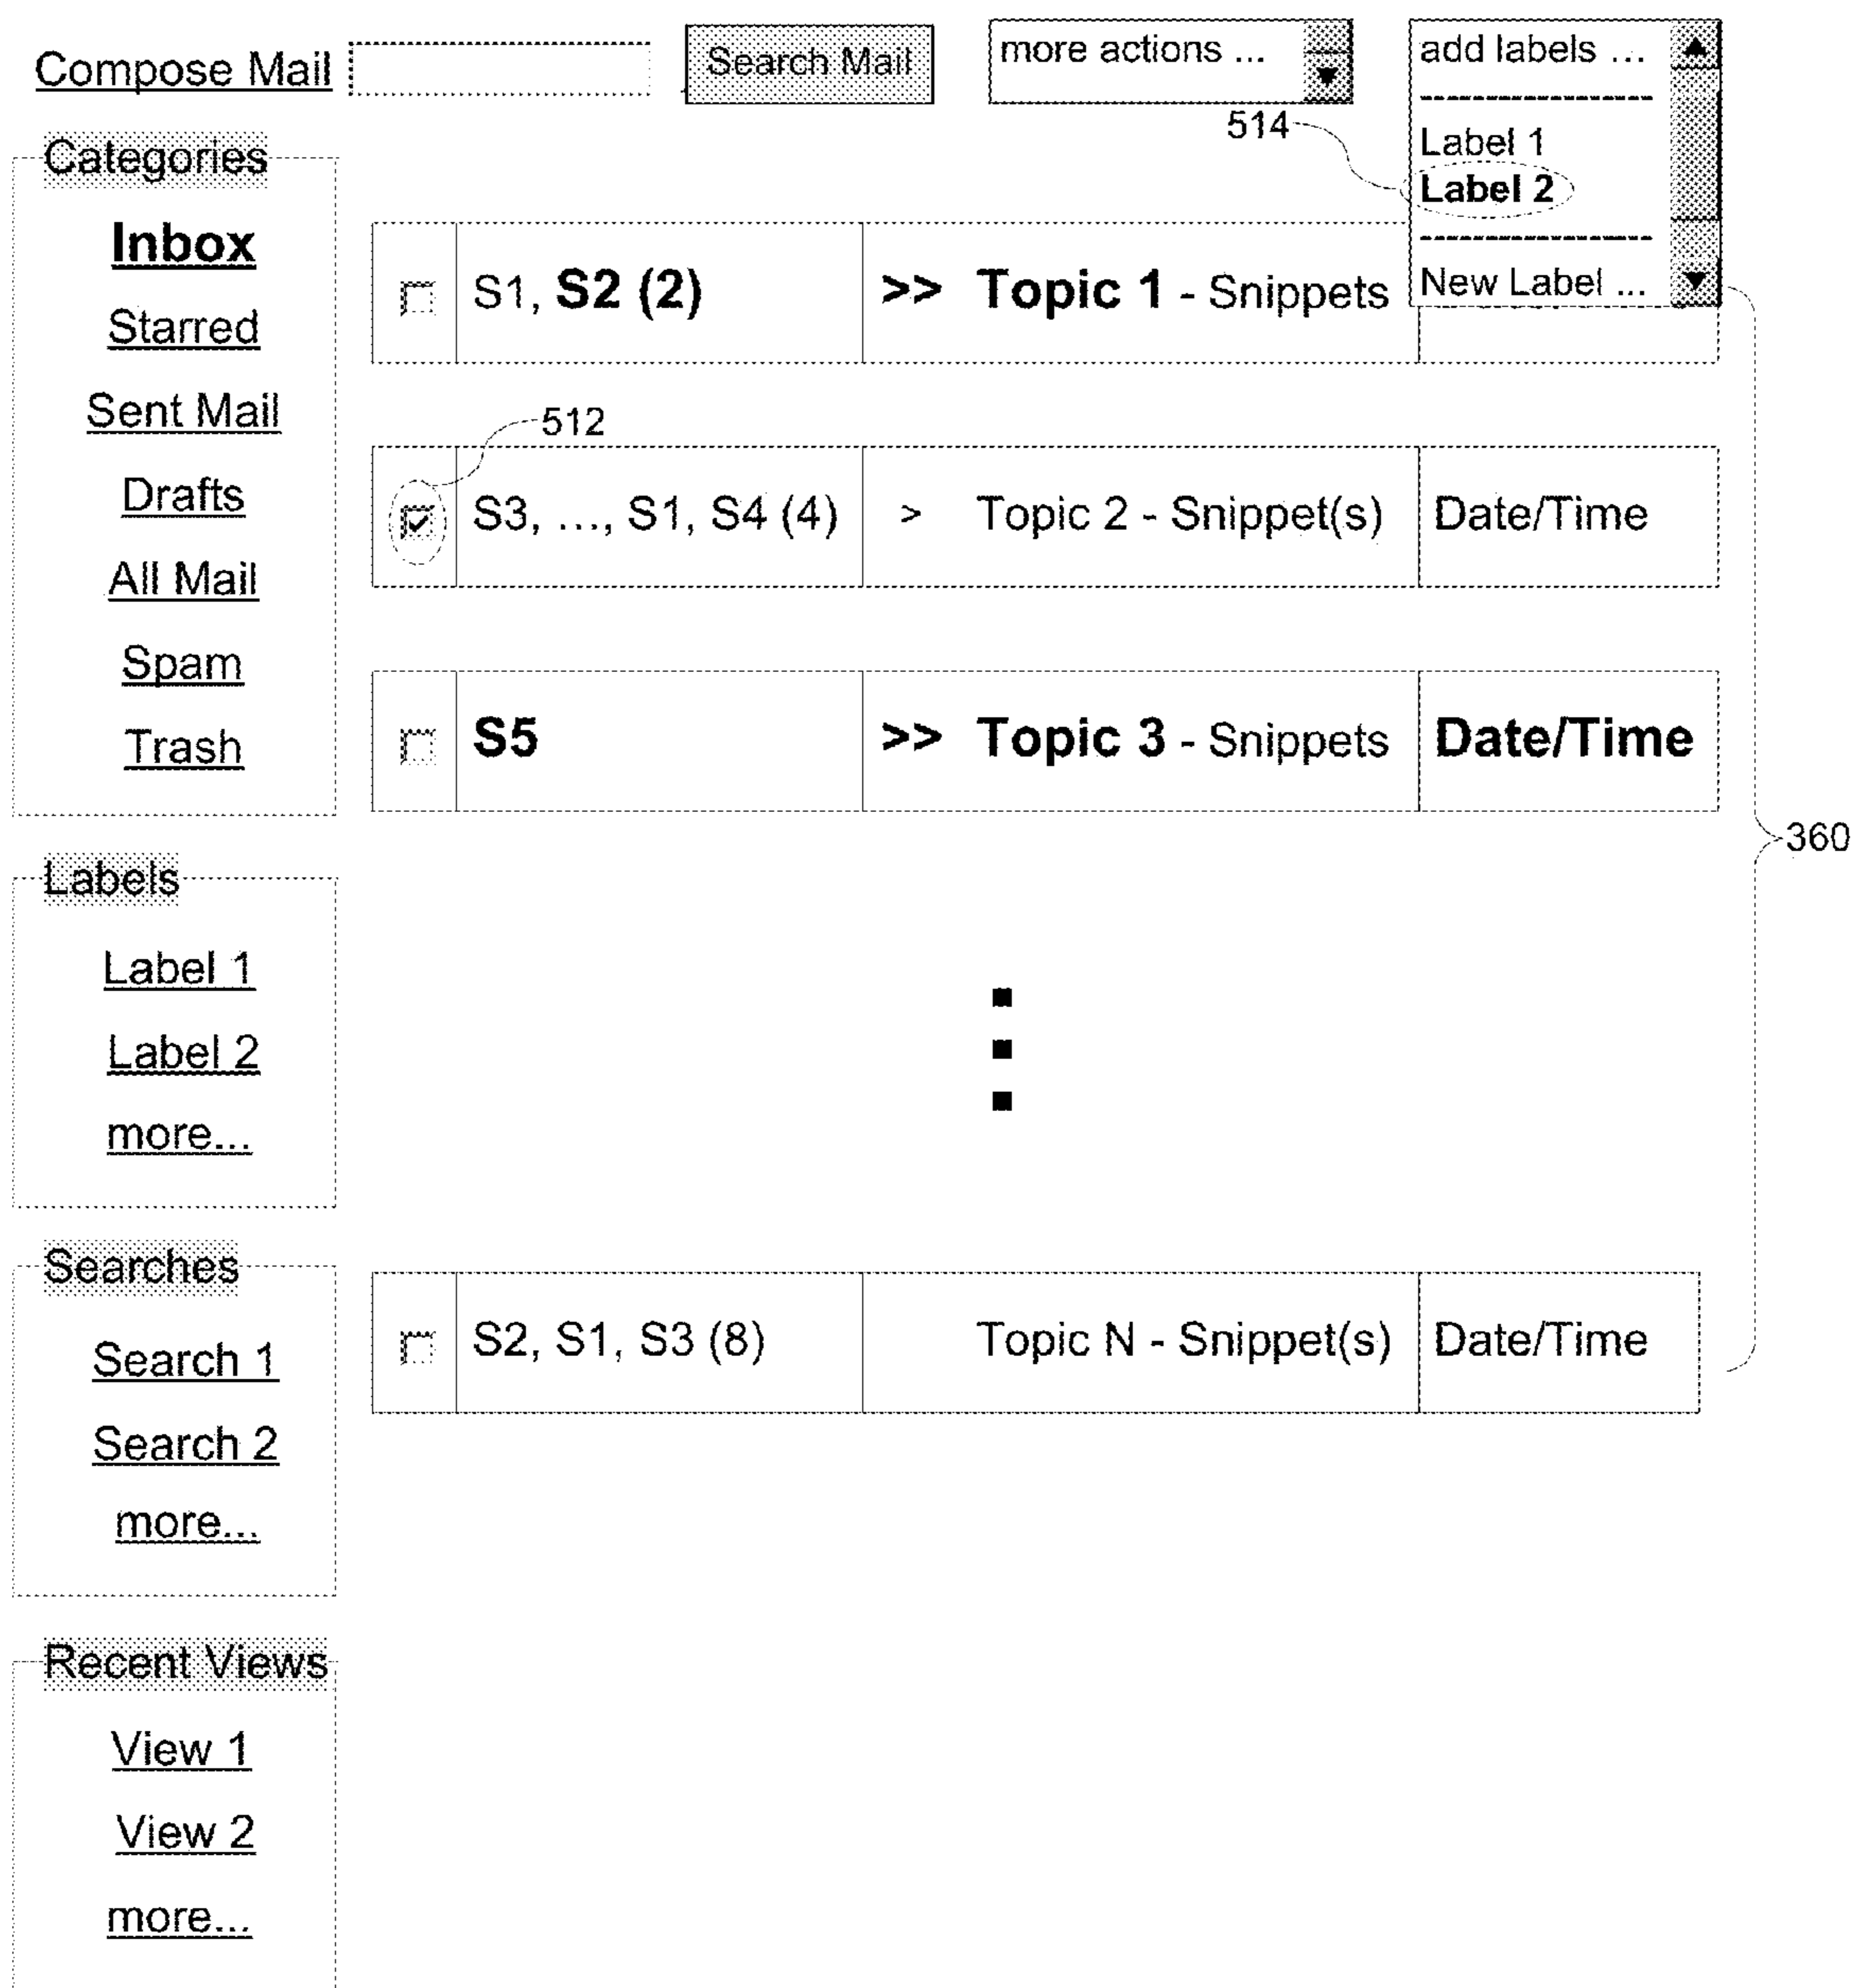 Compose Mail
Search Mail
more actions ...
add labels ...
Label 1
Label 2
New Label ...
514
Categories
Inbox
Starred
Sent Mail
Drafts
All Mail
Spam
Trash
S1, S2 (2) >> Topic 1 - Snippets
512
S3, ..., S1, S4 (4) > Topic 2 - Snippet(s) Date/Time
S5 >> Topic 3 - Snippets Date/Time
360
Labels
Label 1
Label 2
more...
Searches
Search 1
Search 2
more...
S2, S1, S3 (8) Topic N - Snippet(s) Date/Time
Recent Views
View 1
View 2
more...